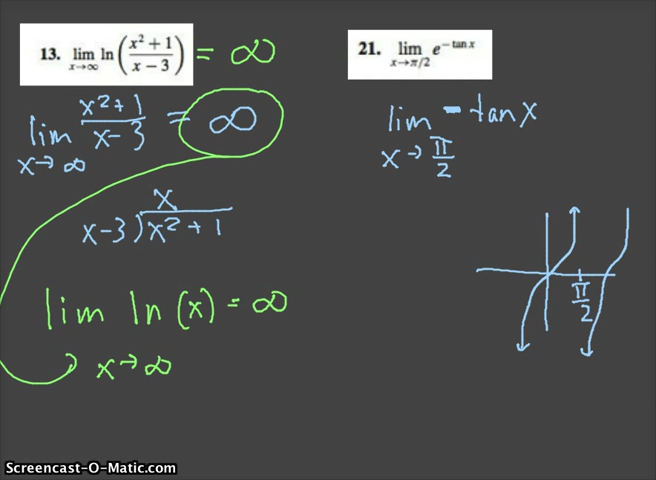 13. lim x→∞ ln(x² + 1 / x − 3) = ∞
lim x→∞ x² + 1 / x − 3 = ∞
x
x − 3 ) x² + 1
lim ln (x) = ∞
x → ∞
21. lim x→π/2 e^−tan x
lim − tan x
x → π/2
π/2
Screencast-O-Matic.com